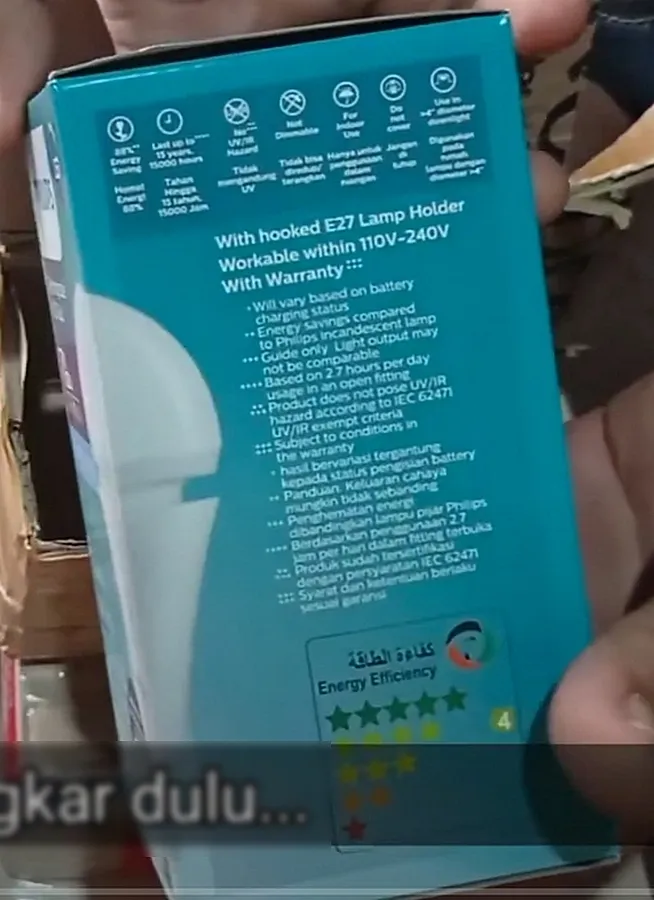 88%**
Energy
Saving
Hemat
Energi
88%
Last up to****
15 years,
15000 hours
Tahan
Hingga
15 tahun,
15000 Jam
No
UV/IR
Hazard
Tidak
mengandung
UV
Not
Dimmable
Tidak bisa
diredup/
terangkan
For
Indoor
Use
Hanya untuk
penggunaan
dalam
ruangan
Do
not
cover
Jangan
di
tutup
Use in
>4" diameter
downlight
Digunakan
pada
rumah
lampu dengan
diameter >4"
With hooked E27 Lamp Holder
Workable within 110V-240V
With Warranty
• Will vary based on battery
charging status
•• Energy savings compared
to Philips incandescent lamp
••• Guide only. Light output may
not be comparable
•••• Based on 2.7 hours per day
usage in an open fitting
Product does not pose UV/IR
hazard according to IEC 62471
UV/IR exempt criteria
Subject to conditions in
the warranty
• hasil bervariasi tergantung
kepada status pengisian battery
•• Panduan: Keluaran cahaya
mungkin tidak sebanding
••• Penghematan energi
dibandingkan lampu pijar Philips
•••• Berdasarkan penggunaan 2.7
jam per hari dalam fitting terbuka
Produk sudah tersertifikasi
dengan persyaratan IEC 62471
Syarat dan ketentuan berlaku
sesuai garansi
كفاءة الطاقة
Energy Efficiency
4
gkar dulu...